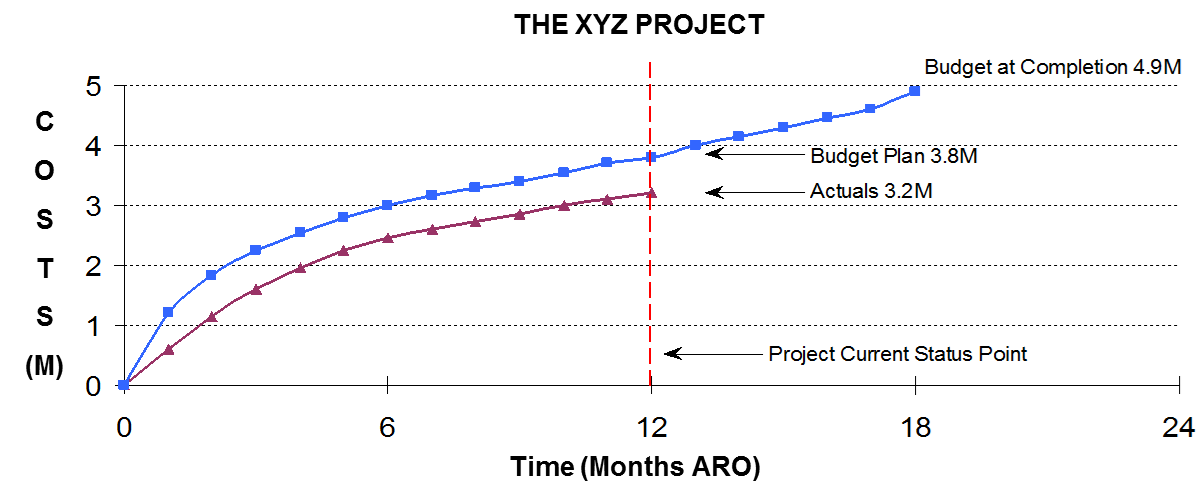 THE XYZ PROJECT
Budget at Completion 4.9M
5
4
3
2
1
0
C
O
S
T
S
(M)
Budget Plan 3.8M
Actuals 3.2M
Project Current Status Point
0 6 12 18 24
Time (Months ARO)